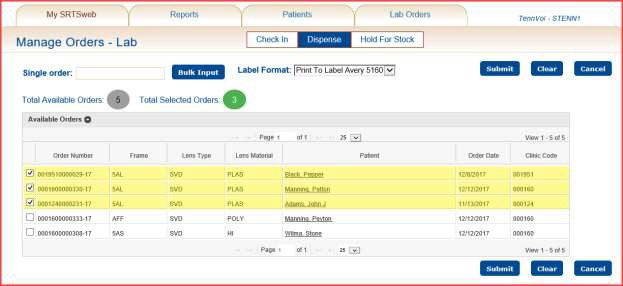 My SRTSweb Reports Patients Lab Orders TennVol - STENN1
Manage Orders - Lab Check In Dispense Hold For Stock
Single order: Bulk Input Label Format: Print To Label Avery 5160 Submit Clear Cancel
Total Available Orders: 5 Total Selected Orders: 3
Available Orders
Page 1 of 1 25 View 1 - 5 of 5
Order Number Frame Lens Type Lens Material Patient Order Date Clinic Code
0019510000029-17 5AL SVD PLAS Black, Pepper 12/8/2017 001951
0001600000330-17 5AL SVD PLAS Manning, Patton 12/12/2017 000160
0001240000231-17 5AL SVD PLAS Adams, John J 11/13/2017 000124
0001600000333-17 AFF SVD POLY Manning, Peyton 12/12/2017 000160
0001600000308-17 5AS SVD HI Wilma, Stone 12/12/2017 000160
Page 1 of 1 25 View 1 - 5 of 5
Submit Clear Cancel